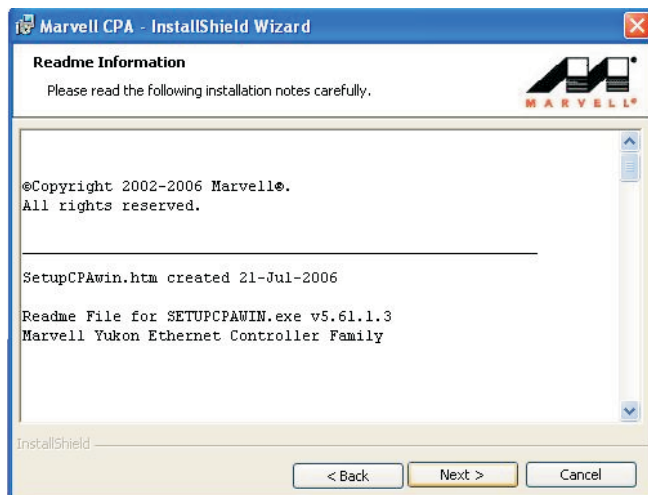 Marvell CPA - InstallShield Wizard
Readme Information
Please read the following installation notes carefully.
MARVELL®
©Copyright 2002-2006 Marvell®.
All rights reserved.
SetupCPAwin.htm created 21-Jul-2006
Readme File for SETUPCPAWIN.exe v5.61.1.3
Marvell Yukon Ethernet Controller Family
InstallShield
< Back
Next >
Cancel